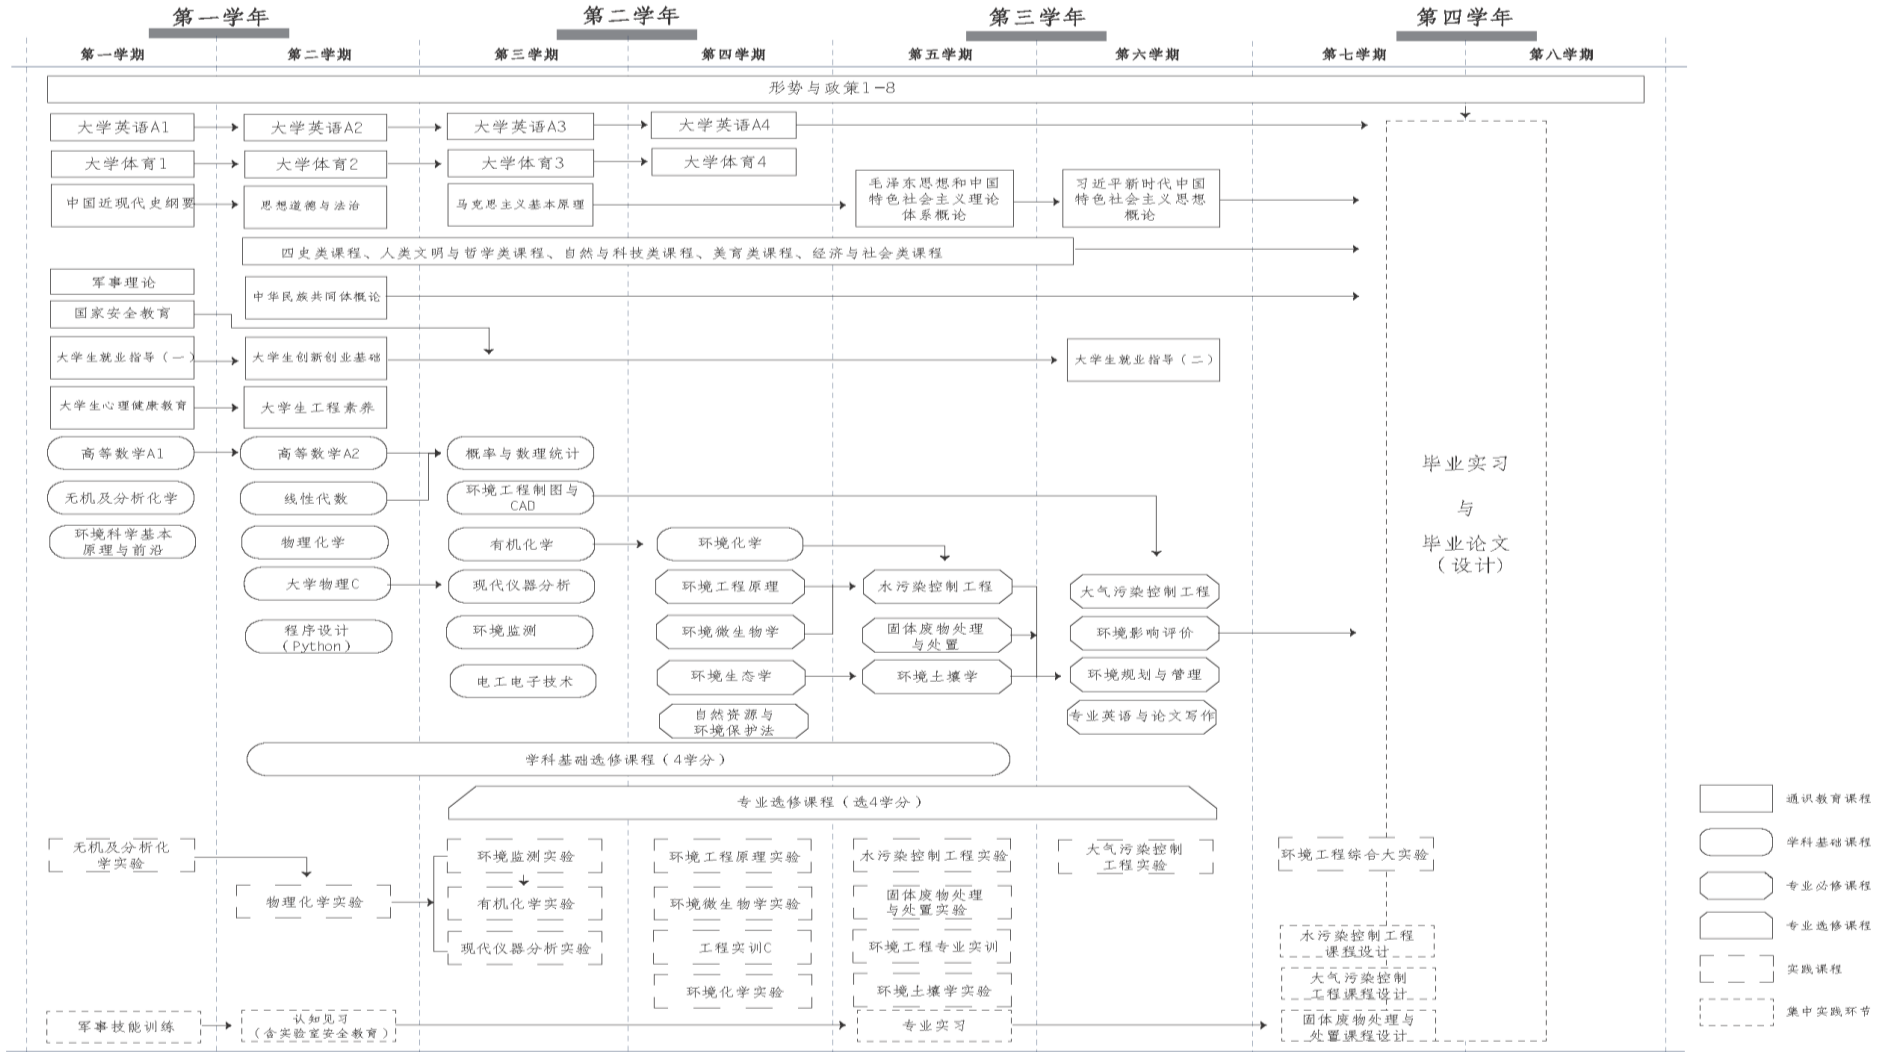 第一学年
第二学年
第三学年
第四学年
第一学期
第二学期
第三学期
第四学期
第五学期
第六学期
第七学期
第八学期
形势与政策1-8
大学英语A1
大学英语A2
大学英语A3
大学英语A4
大学体育1
大学体育2
大学体育3
大学体育4
中国近现代史纲要
思想道德与法治
马克思主义基本原理
毛泽东思想和中国
特色社会主义理论
体系概论
习近平新时代中国
特色社会主义思想
概论
四史类课程、人类文明与哲学类课程、自然与科技类课程、美育类课程、经济与社会类课程
军事理论
国家安全教育
中华民族共同体概论
大学生就业指导（一）
大学生创新创业基础
大学生就业指导（二）
大学生心理健康教育
大学生工程素养
高等数学A1
高等数学A2
概率与数理统计
无机及分析化学
线性代数
环境工程制图与
CAD
环境科学基本
原理与前沿
物理化学
有机化学
环境化学
大学物理C
现代仪器分析
环境工程原理
水污染控制工程
大气污染控制工程
程序设计
（Python）
环境监测
环境微生物学
固体废物处理
与处置
环境影响评价
电工电子技术
环境生态学
环境土壤学
环境规划与管理
自然资源与
环境保护法
专业英语与论文写作
毕业实习
与
毕业论文
（设计）
学科基础选修课程（4学分）
专业选修课程（选4学分）
无机及分析化
学实验
物理化学实验
环境监测实验
有机化学实验
现代仪器分析实验
环境工程原理实验
环境微生物学实验
工程实训C
环境化学实验
水污染控制工程实验
固体废物处理
与处置实验
环境工程专业实训
环境土壤学实验
大气污染控制
工程实验
环境工程综合大实验
水污染控制工程
课程设计
大气污染控制
工程课程设计
固体废物处理与
处置课程设计
军事技能训练
认知见习
（含实验室安全教育）
专业实习
通识教育课程
学科基础课程
专业必修课程
专业选修课程
实践课程
集中实践环节